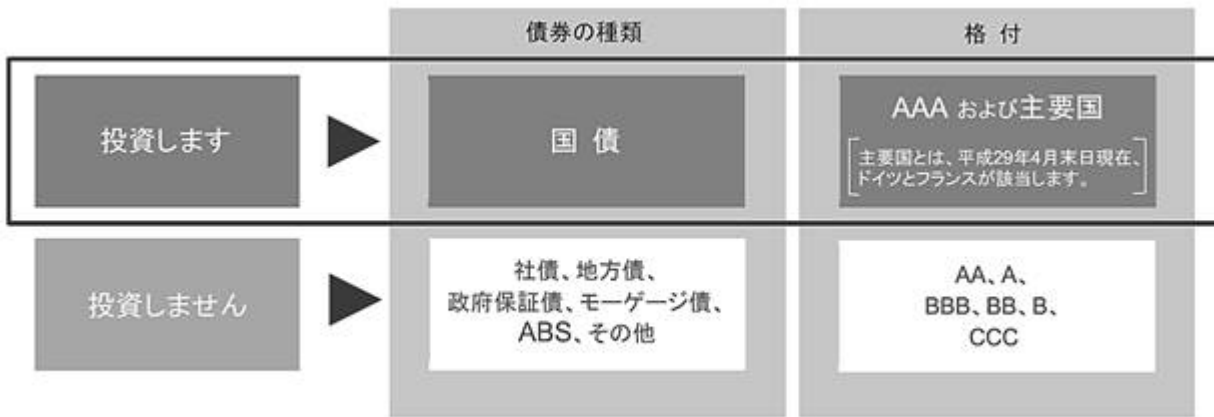 債券の種類
格 付
投資します
国 債
AAA および主要国
主要国とは、平成29年4月末日現在、
ドイツとフランスが該当します。
投資しません
社債、地方債、
政府保証債、モーゲージ債、
ABS、その他
AA、A、
BBB、BB、B、
CCC